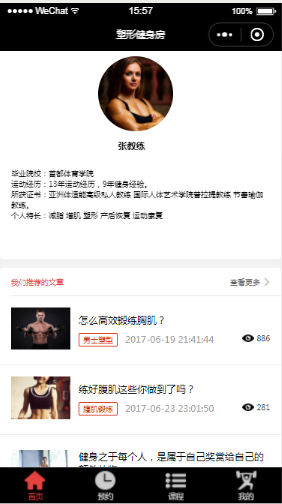 WeChat 15:57 100%
塑形健身房
张教练
毕业院校：首都体育学院
运动经历：13年运动经历，9年健身经验。
所获证书：亚洲体适能高级私人教练 国际人体艺术学院普拉提教练 节奏瑜伽
教练。
个人特长：减脂 增肌 塑形 产后恢复 运动康复
我们推荐的文章 查看更多
怎么高效锻练胸肌？
男士塑型 2017-06-19 21:41:44 886
练好腹肌这些你做到了吗？
腹肌锻练 2017-06-23 23:01:50 281
健身之于每个人，是属于自己奖赏给自己的
首页 预约 课程 我的